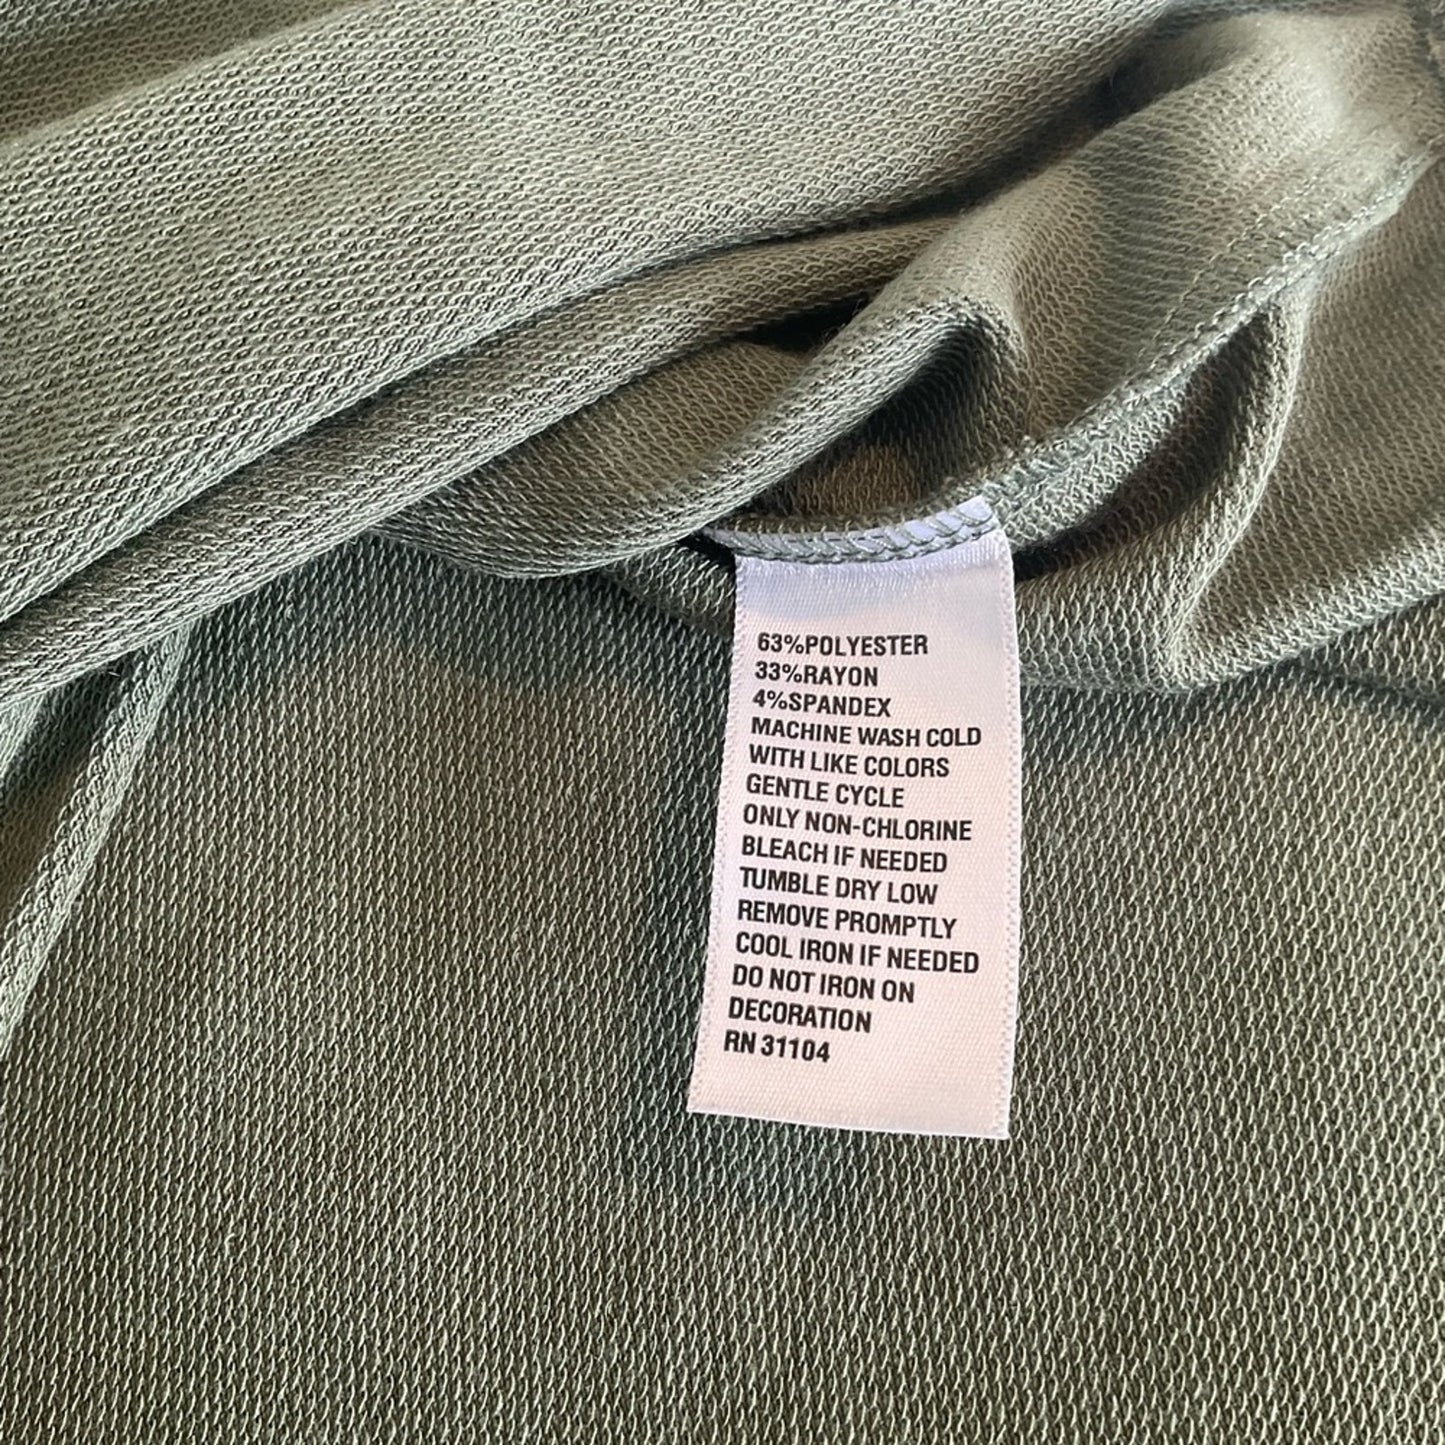 63%POLYESTER
33%RAYON
4%SPANDEX
MACHINE WASH COLD
WITH LIKE COLORS
GENTLE CYCLE
ONLY NON-CHLORINE
BLEACH IF NEEDED
TUMBLE DRY LOW
REMOVE PROMPTLY
COOL IRON IF NEEDED
DO NOT IRON ON
DECORATION
RN 31104